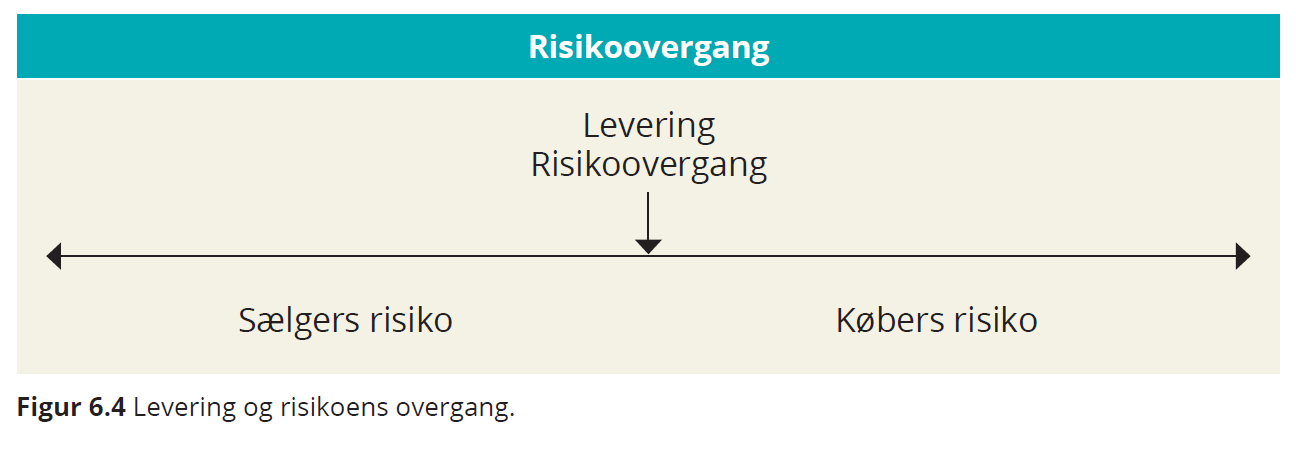 Risikoovergang
Levering
Risikoovergang
Sælgers risiko
Købers risiko
Figur 6.4 Levering og risikoens overgang.